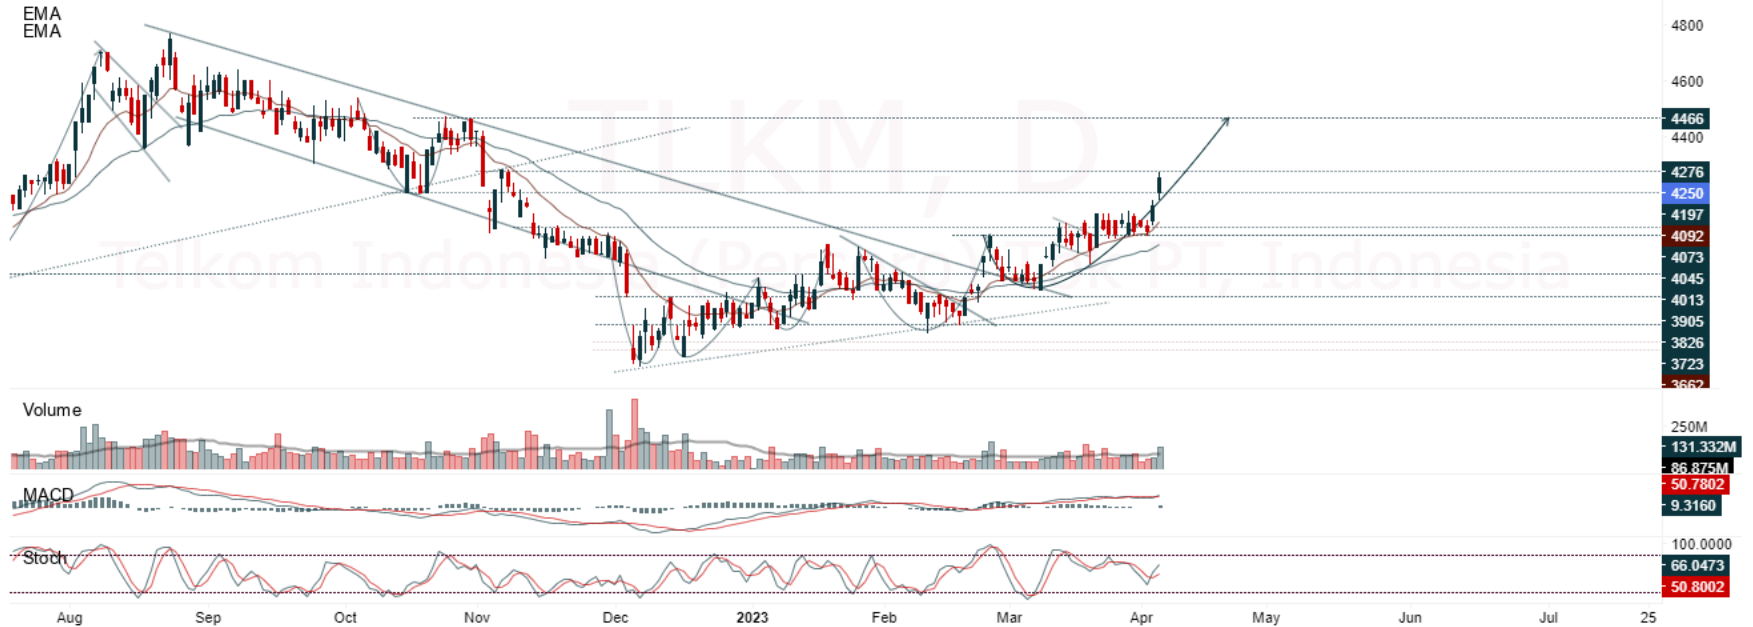 EMA
EMA
TLKM, D
Telkom Indonesia (Persero) Tbk PT, Indonesia
4800
4600
4466
4400
4276
4250
4197
4092
4073
4045
4013
3905
3826
3723
3662
Volume
250M
131.332M
86.875M
MACD
50.7802
9.3160
Stoch
100.0000
66.0473
50.8002
Aug Sep Oct Nov Dec 2023 Feb Mar Apr May Jun Jul 25